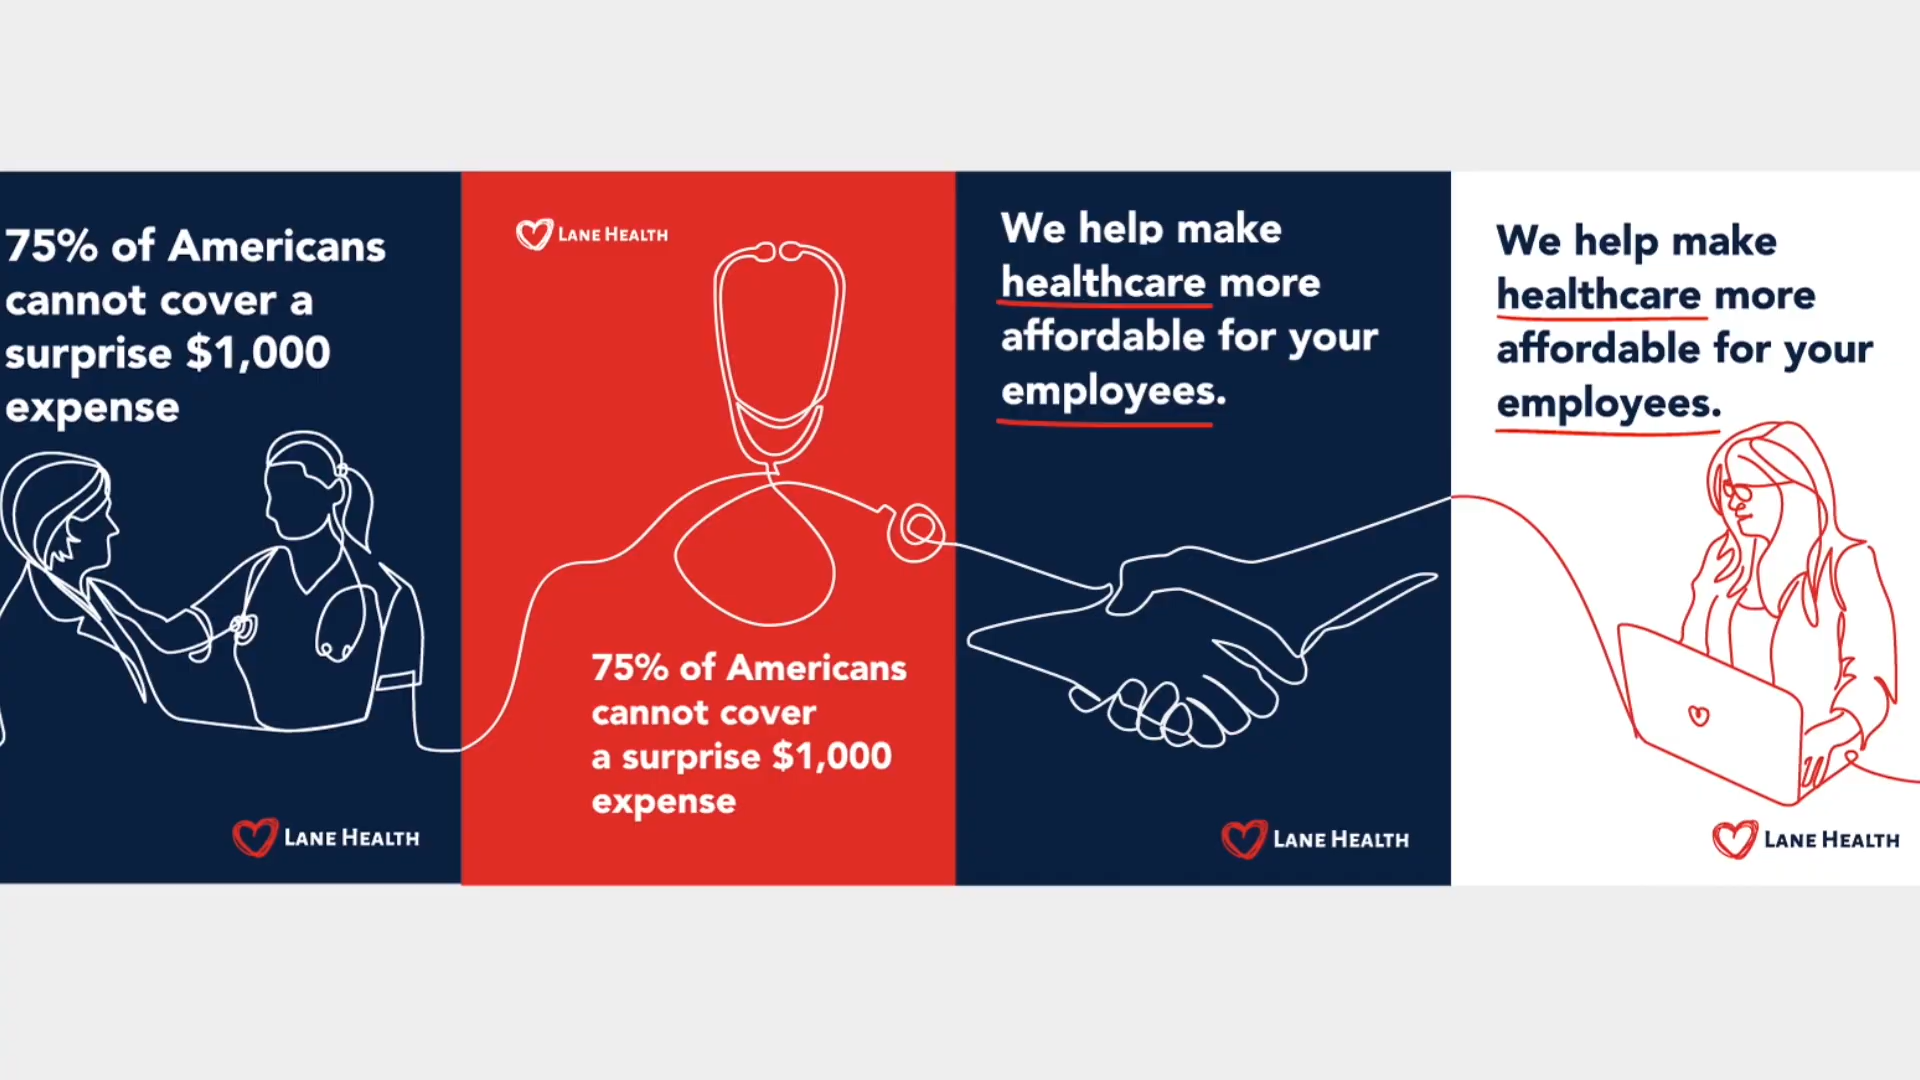 75% of Americans
cannot cover a
surprise $1,000
expense
LANE HEALTH
LANE HEALTH
75% of Americans
cannot cover
a surprise $1,000
expense
We help make
healthcare more
affordable for your
employees.
LANE HEALTH
We help make
healthcare more
affordable for your
employees.
LANE HEALTH